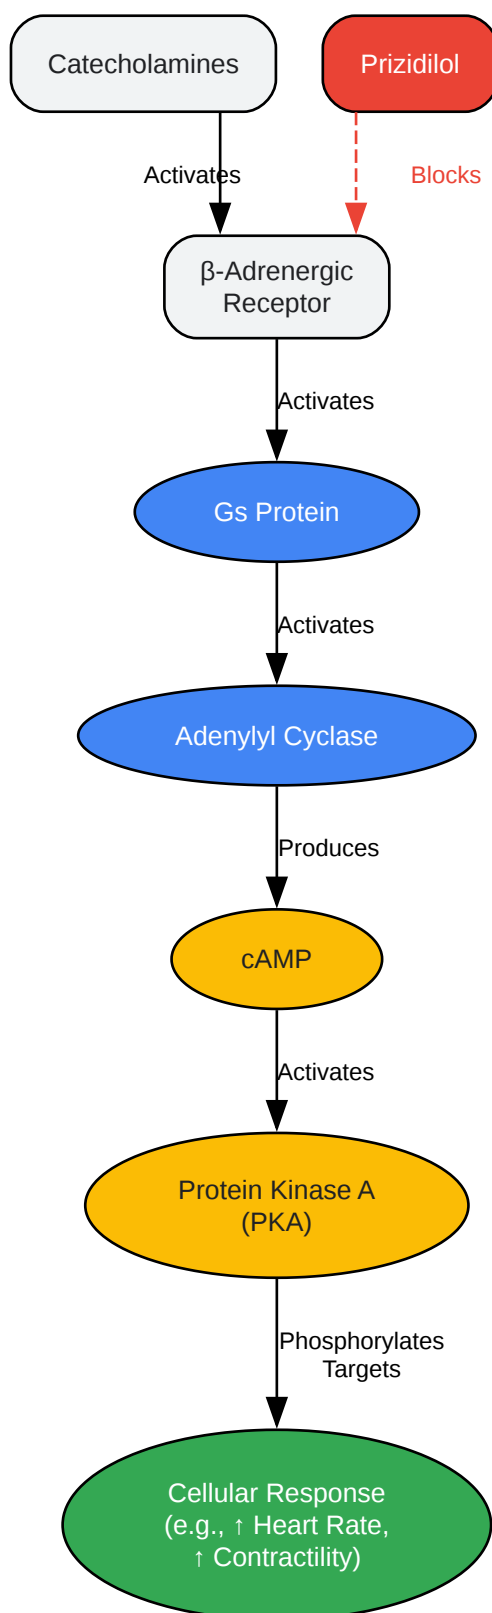 Catecholamines
Prizidilol
Activates
Blocks
β-Adrenergic
Receptor
Activates
Gs Protein
Activates
Adenylyl Cyclase
Produces
cAMP
Activates
Protein Kinase A
(PKA)
Phosphorylates
Targets
Cellular Response
(e.g., ↑ Heart Rate,
↑ Contractility)